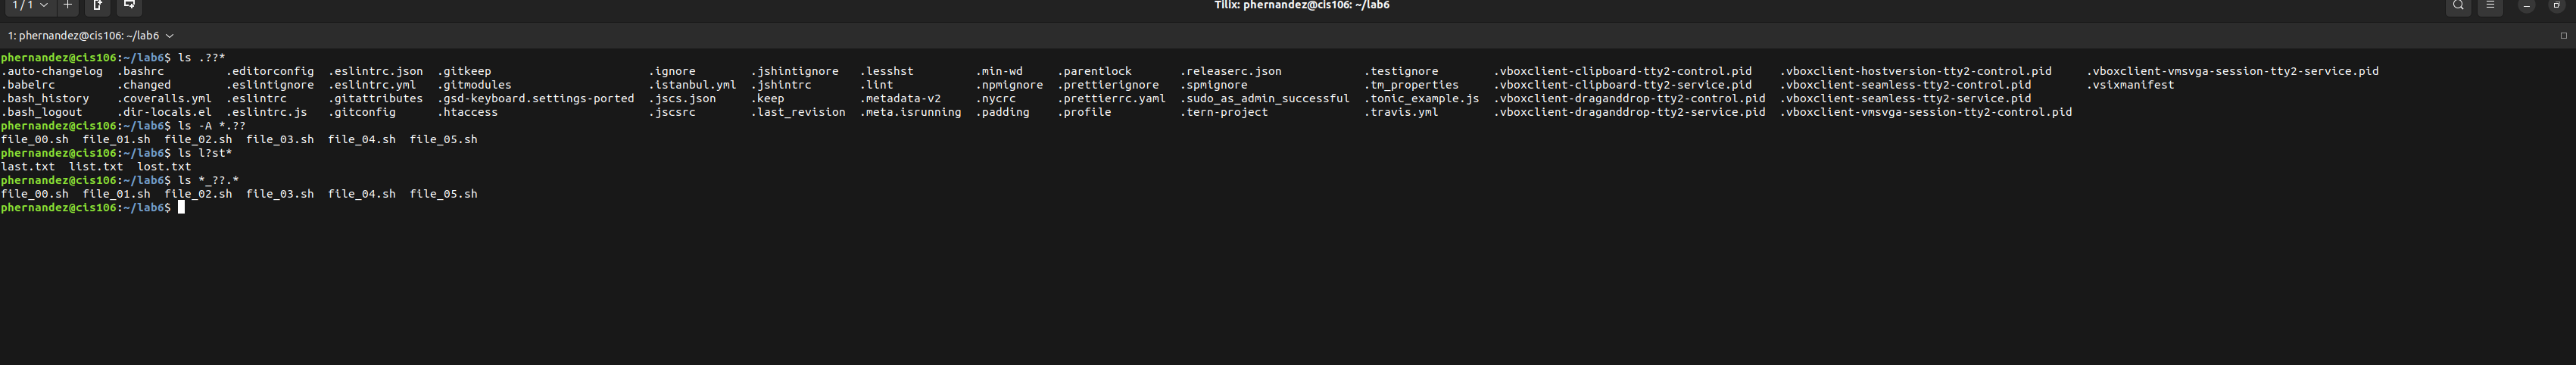 1 / 1
Tilix: phernandez@cis106: ~/lab6
1: phernandez@cis106: ~/lab6
phernandez@cis106:~/lab6$ ls .??*
.auto-changelog .bashrc .editorconfig .eslintrc.json .gitkeep .ignore .jshintignore .lesshst .min-wd .parentlock .releaserc.json .testignore .vboxclient-clipboard-tty2-control.pid .vboxclient-hostversion-tty2-control.pid .vboxclient-vmsvga-session-tty2-service.pid
.babelrc .changed .eslintignore .eslintrc.yml .gitmodules .istanbul.yml .jshintrc .lint .npmignore .prettierignore .spmignore .tm_properties .vboxclient-clipboard-tty2-service.pid .vboxclient-seamless-tty2-control.pid .vsixmanifest
.bash_history .coveralls.yml .eslintrc .gitattributes .gsd-keyboard.settings-ported .jscs.json .keep .metadata-v2 .nycrc .prettierrc.yaml .sudo_as_admin_successful .tonic_example.js .vboxclient-draganddrop-tty2-control.pid .vboxclient-seamless-tty2-service.pid
.bash_logout .dir-locals.el .eslintrc.js .gitconfig .htaccess .jscsrc .last_revision .meta.isrunning .padding .profile .tern-project .travis.yml .vboxclient-draganddrop-tty2-service.pid .vboxclient-vmsvga-session-tty2-control.pid
phernandez@cis106:~/lab6$ ls -A *.??
file_00.sh file_01.sh file_02.sh file_03.sh file_04.sh file_05.sh
phernandez@cis106:~/lab6$ ls l?st*
last.txt list.txt lost.txt
phernandez@cis106:~/lab6$ ls *_??.*
file_00.sh file_01.sh file_02.sh file_03.sh file_04.sh file_05.sh
phernandez@cis106:~/lab6$